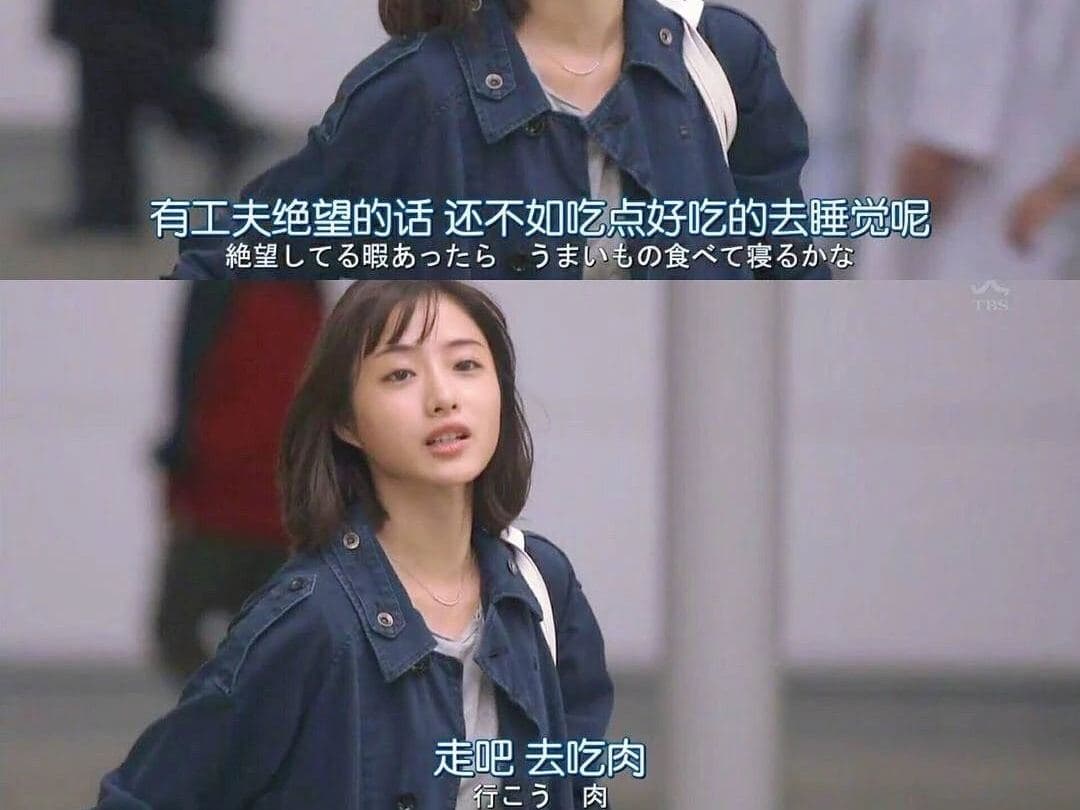 有工夫绝望的话 还不如吃点好吃的去睡觉呢
絶望してる暇あったら うまいもの食べて寝るかな
TBS
走吧 去吃肉
行こう 肉